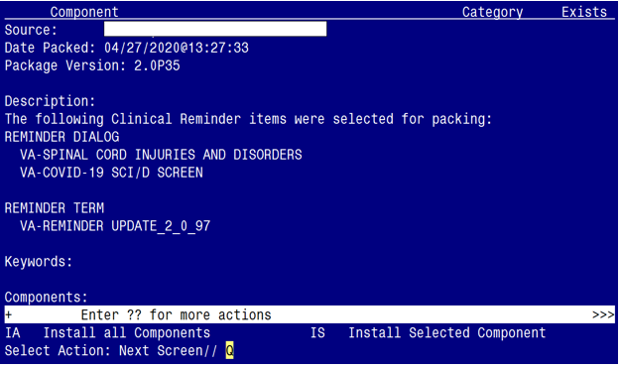 Component Category Exists
Source:
Date Packed: 04/27/2020@13:27:33
Package Version: 2.0P35
Description:
The following Clinical Reminder items were selected for packing:
REMINDER DIALOG
VA-SPINAL CORD INJURIES AND DISORDERS
VA-COVID-19 SCI/D SCREEN
REMINDER TERM
VA-REMINDER UPDATE_2_0_97
Keywords:
Components:
+ Enter ?? for more actions >>>
IA Install all Components IS Install Selected Component
Select Action: Next Screen// Q